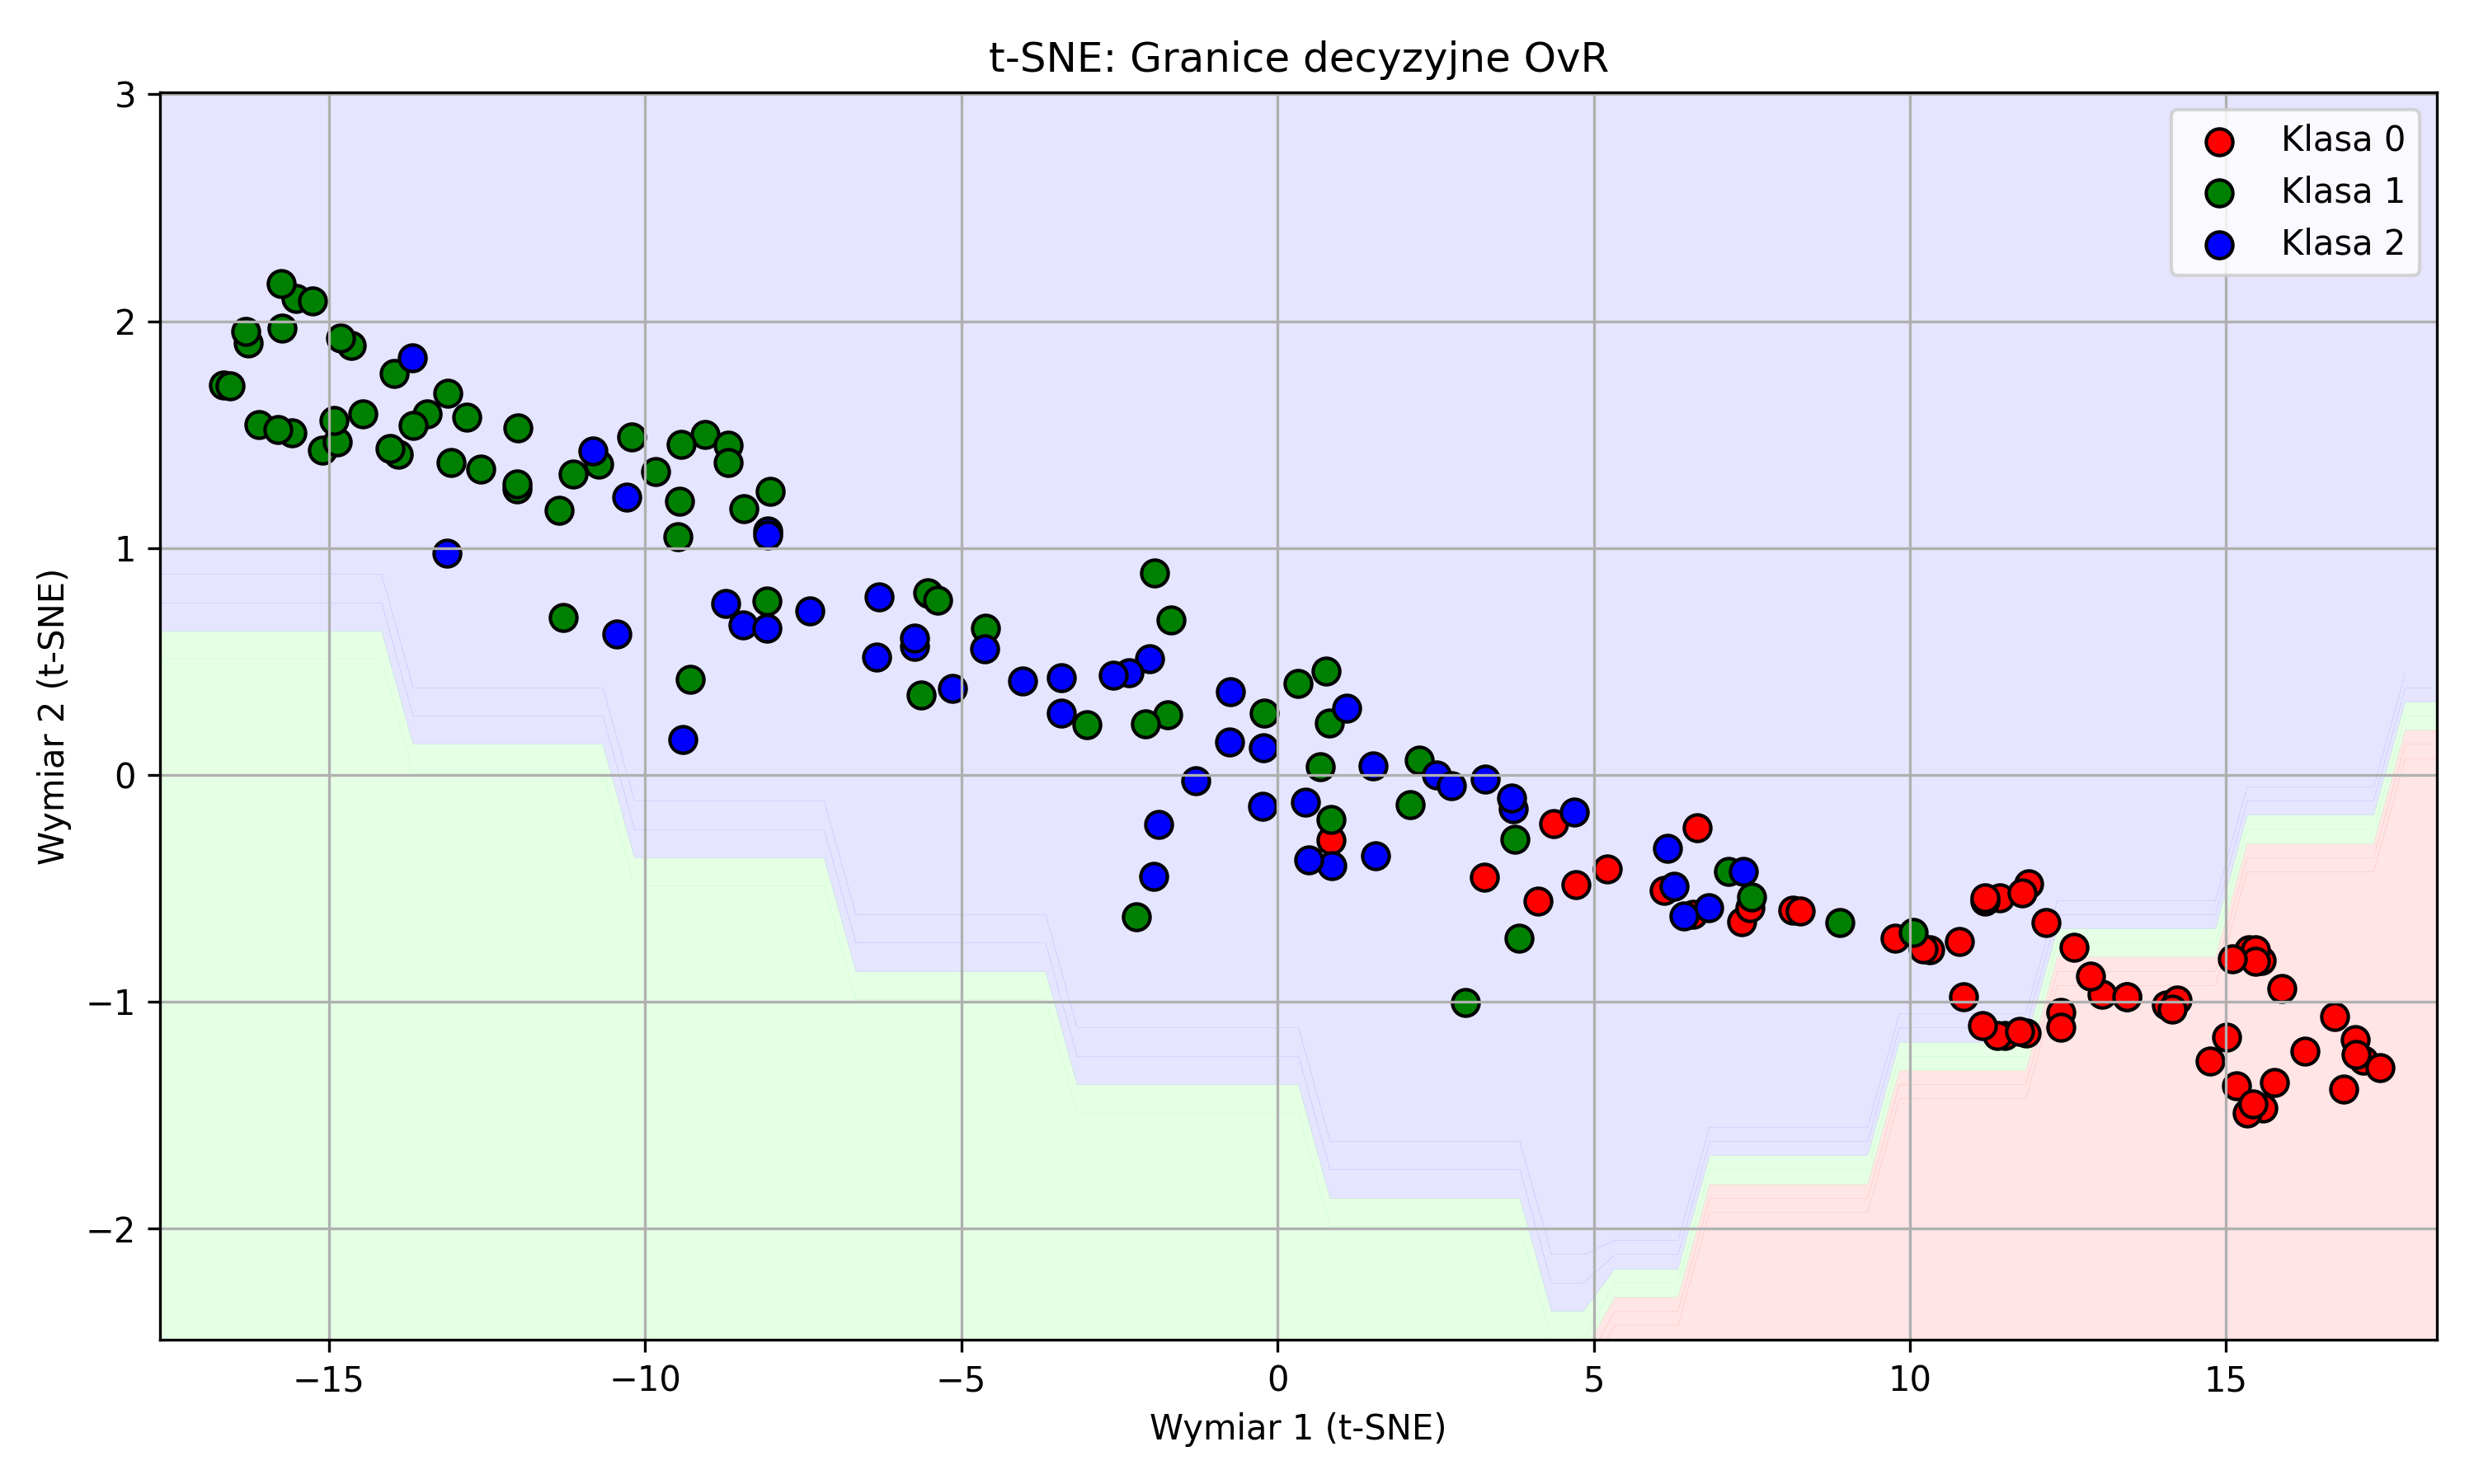 t-SNE: Granice decyzyjne OvR
Klasa 0
Klasa 1
Klasa 2
3
2
1
0
−1
−2
Wymiar 2 (t-SNE)
−15
−10
−5
0
5
10
15
Wymiar 1 (t-SNE)